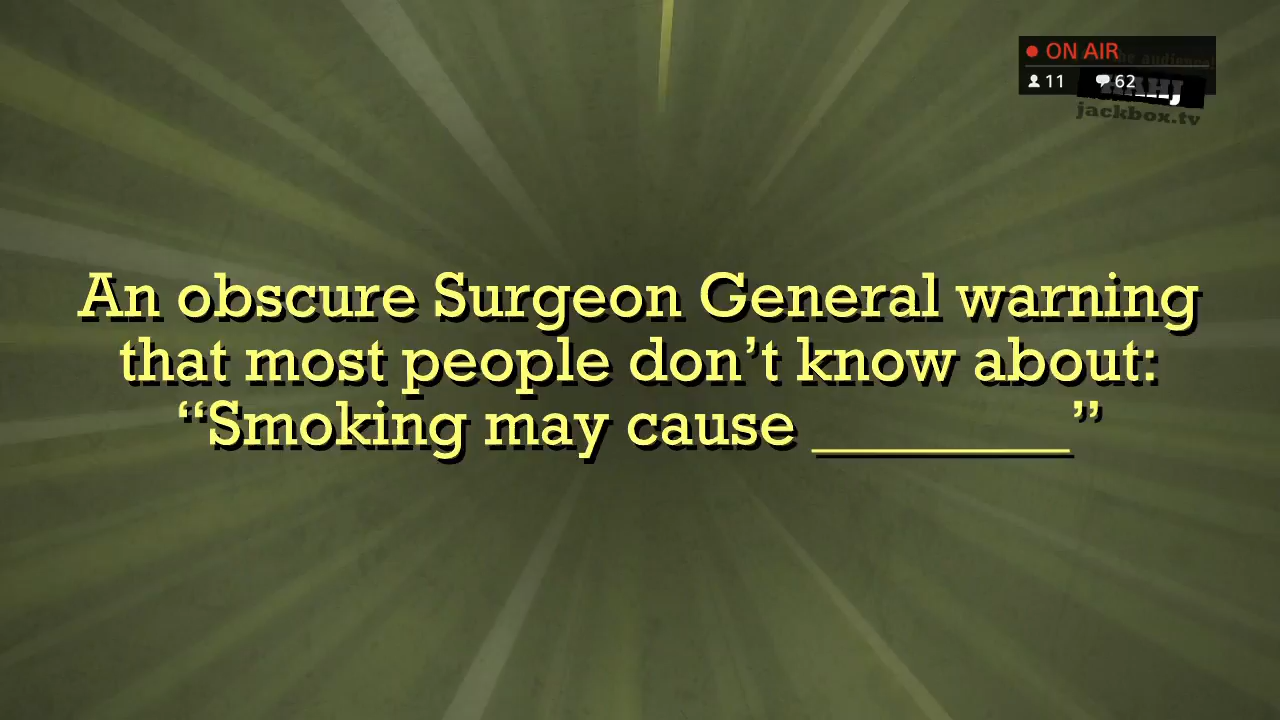 ON AIR
11 62
jackbox.tv
An obscure Surgeon General warning
that most people don’t know about:
“Smoking may cause ________”